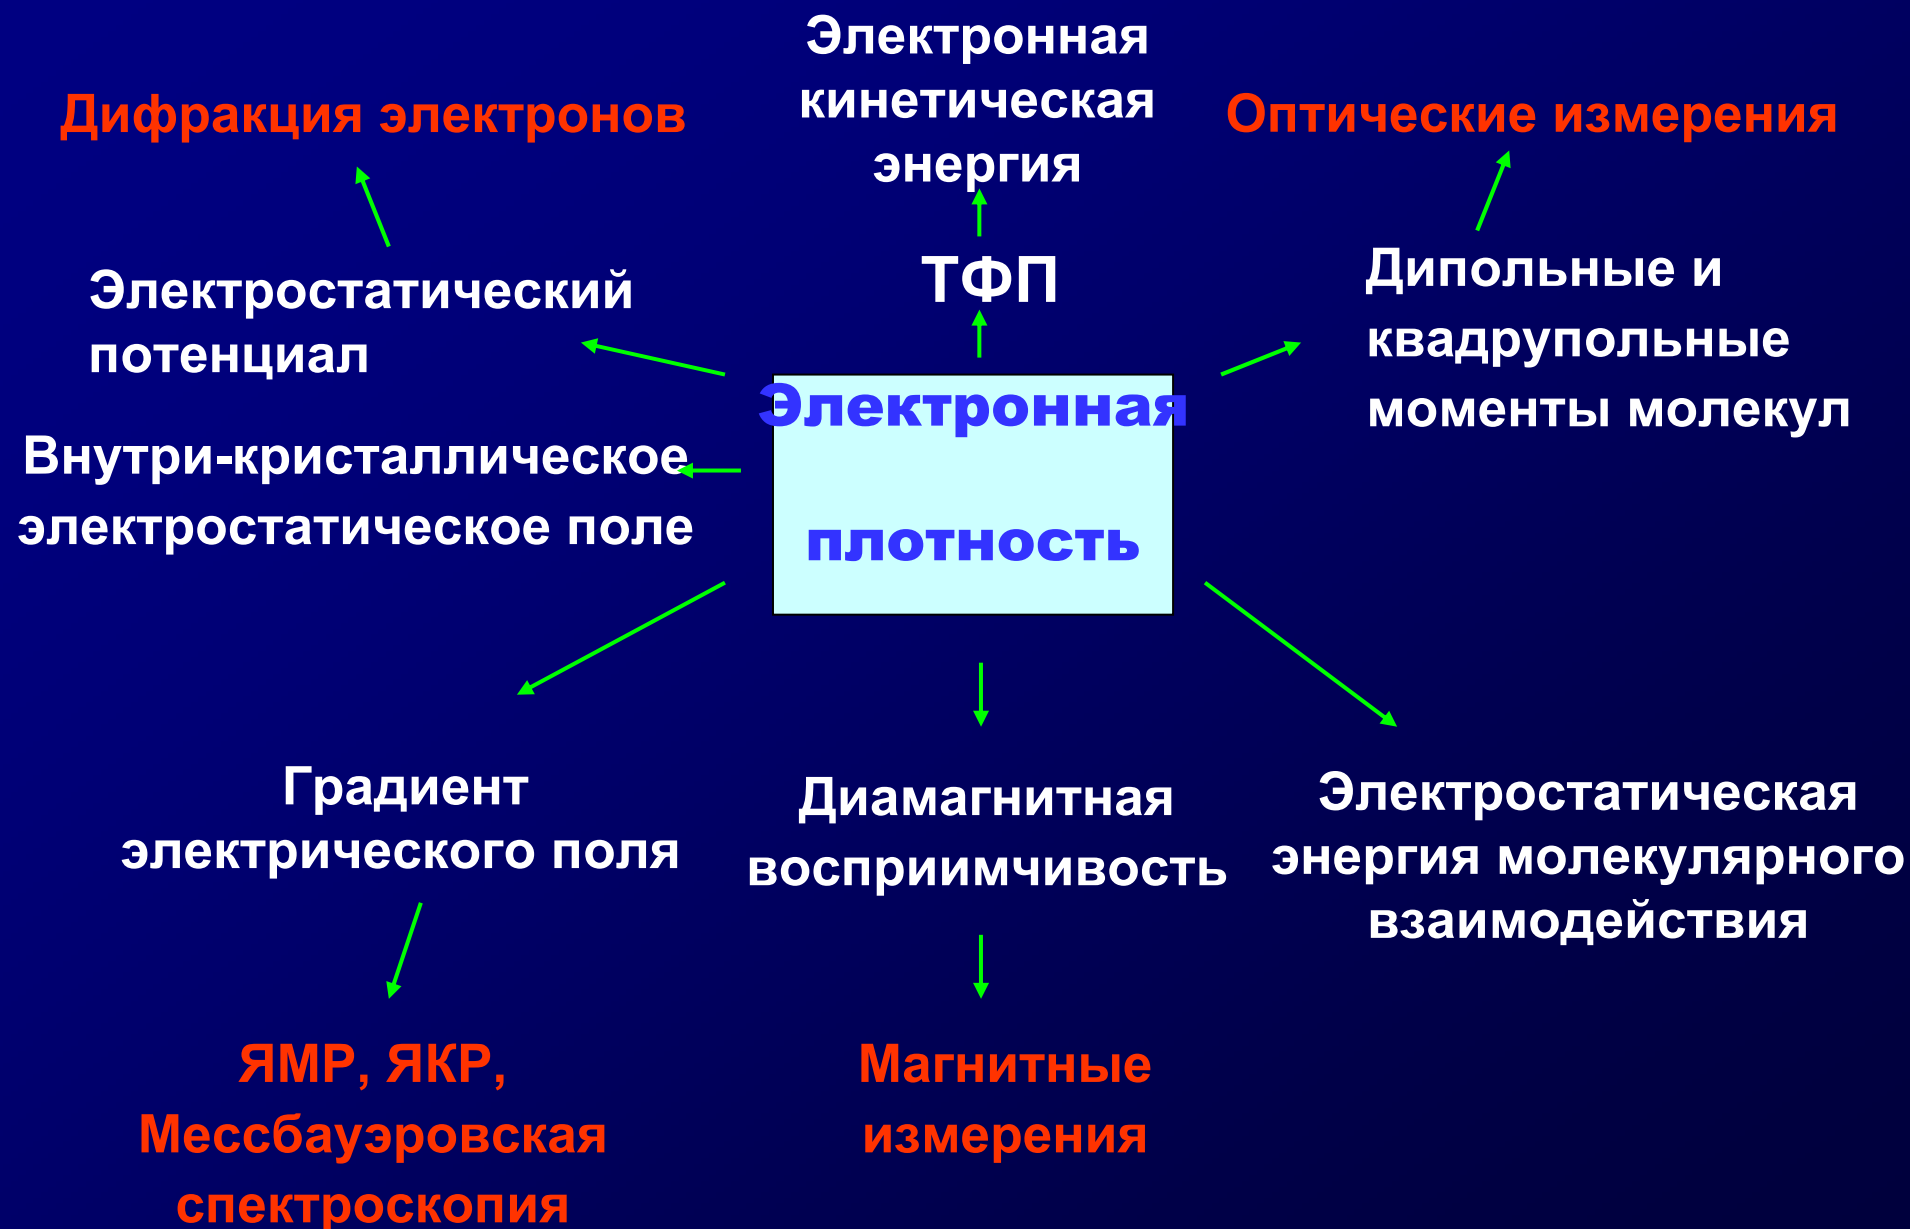 Электронная
кинетическая
энергия
Дифракция электронов
Оптические измерения
ТФП
Электростатический
потенциал
Дипольные и
квадрупольные
моменты молекул
Внутри-кристаллическое
электростатическое поле
Электронная
плотность
Градиент
электрического поля
Диамагнитная
восприимчивость
Электростатическая
энергия молекулярного
взаимодействия
ЯМР, ЯКР,
Мессбауэровская
спектроскопия
Магнитные
измерения